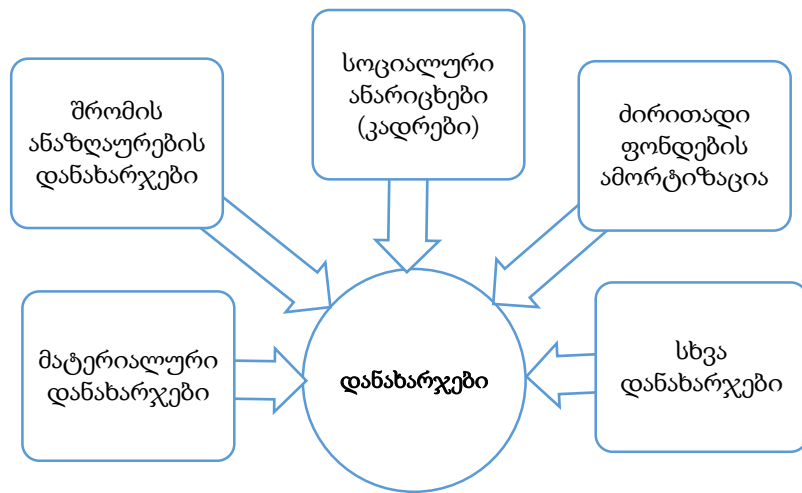 შრომის
ანაზღაურების
დანახარჯები
სოციალური
ანარიცხები
(კადრები)
ძირითადი
ფონდების
ამორტიზაცია
მატერიალური
დანახარჯები
დანახარჯები
სხვა
დანახარჯები